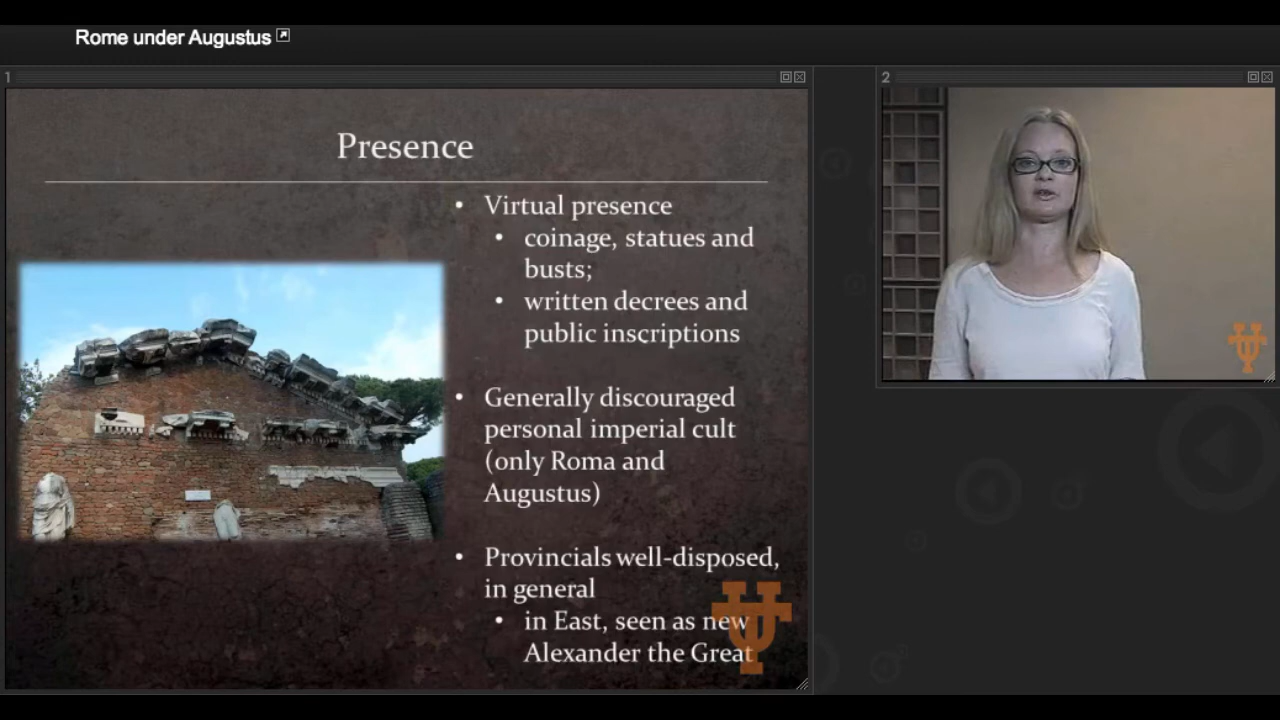 Rome under Augustus
1
2
Presence
• Virtual presence
• coinage, statues and
busts;
• written decrees and
public inscriptions
• Generally discouraged
personal imperial cult
(only Roma and
Augustus)
• Provincials well-disposed,
in general
• in East, seen as new
Alexander the Great
UT
UT